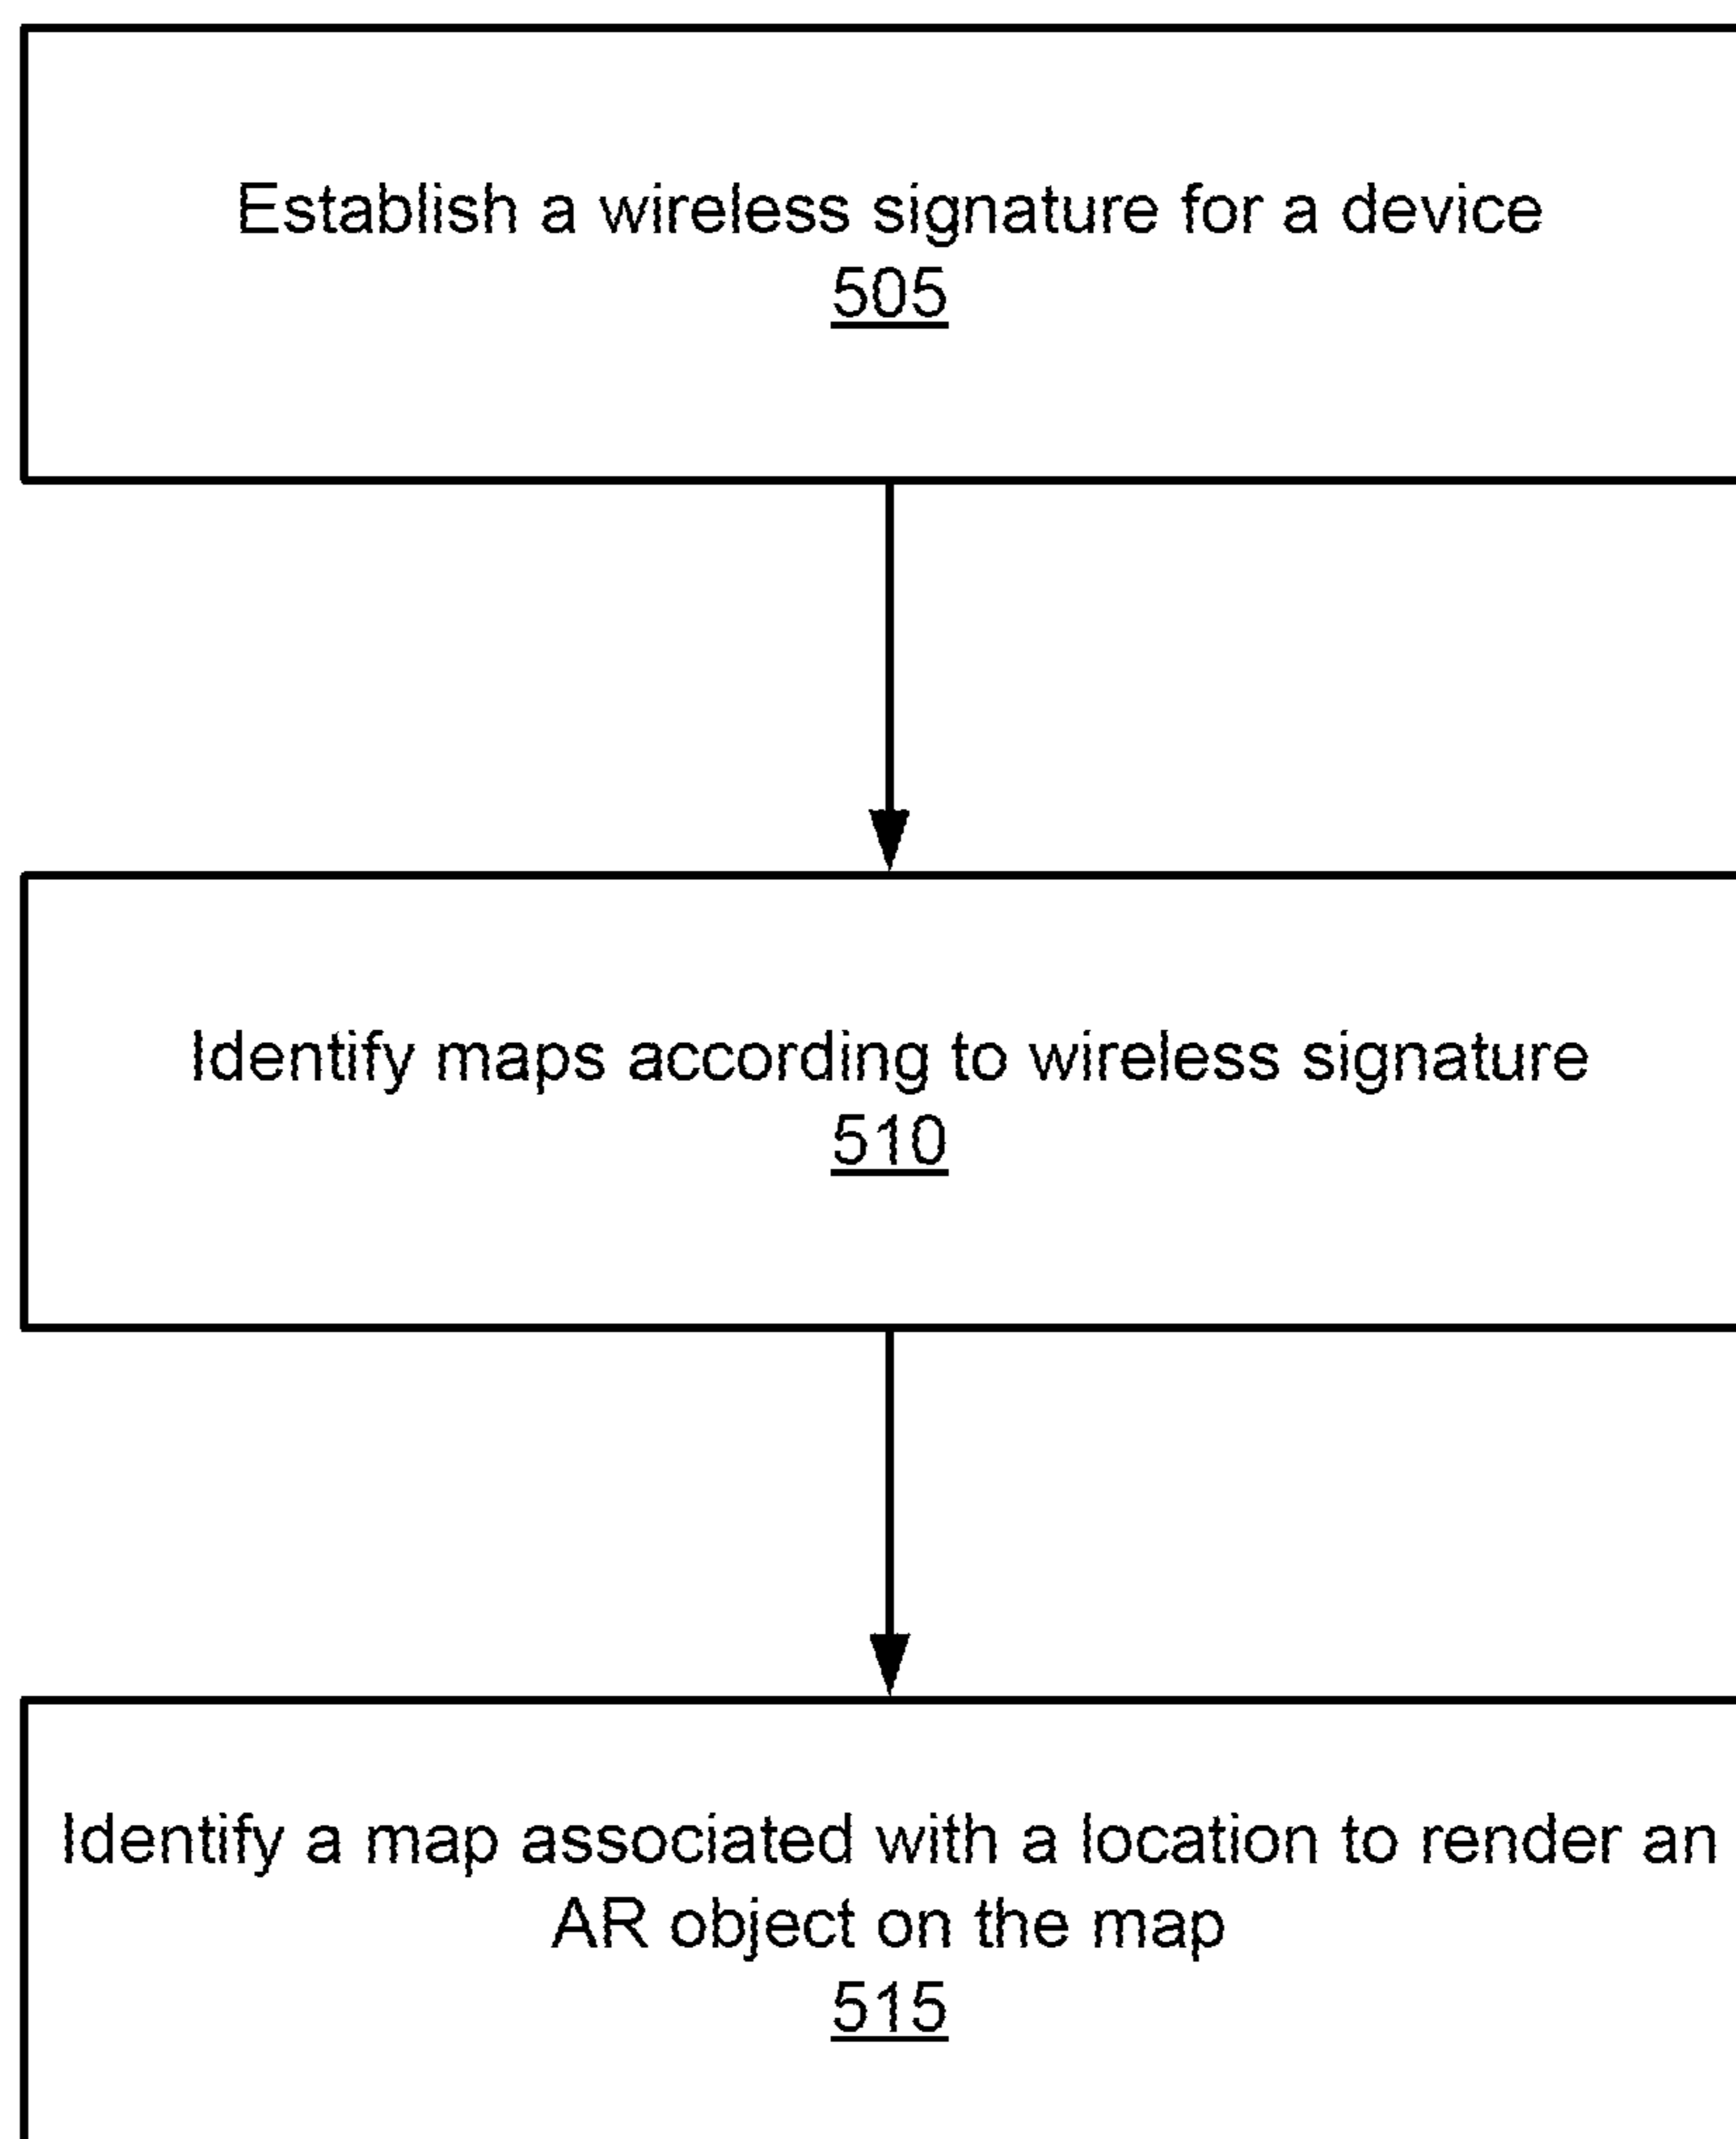 Establish a wireless signature for a device
505
Identify maps according to wireless signature
510
Identify a map associated with a location to render an
AR object on the map
515